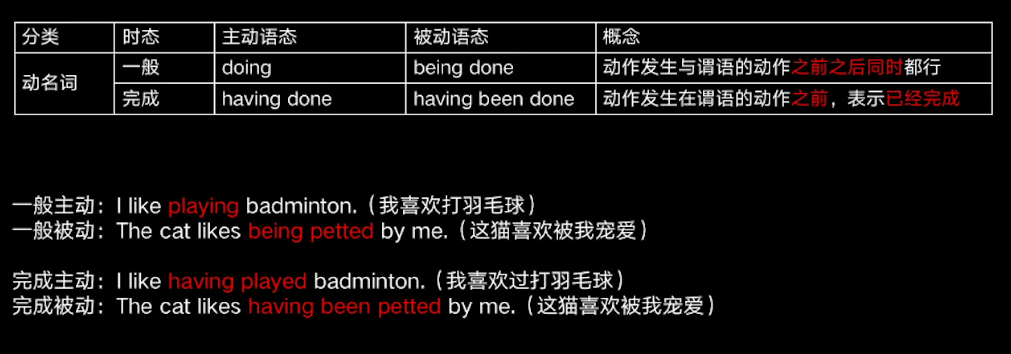 分类 时态 主动语态 被动语态 概念
动名词 一般 doing being done 动作发生与谓语的动作之前之后同时都行
完成 having done having been done 动作发生在谓语的动作之前，表示已经完成
一般主动：I like playing badminton.（我喜欢打羽毛球）
一般被动：The cat likes being petted by me.（这猫喜欢被我宠爱）
完成主动：I like having played badminton.（我喜欢过打羽毛球）
完成被动：The cat likes having been petted by me.（这猫喜欢被我宠爱）